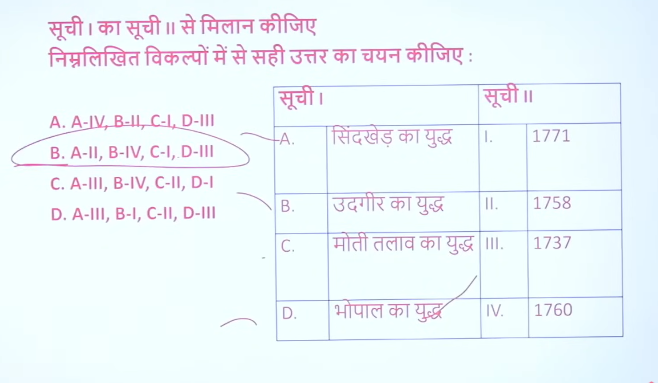 सूची I का सूची II से मिलान कीजिए
निम्नलिखित विकल्पों में से सही उत्तर का चयन कीजिए :
A. A-IV, B-II, C-I, D-III
B. A-II, B-IV, C-I, D-III
C. A-III, B-IV, C-II, D-I
D. A-III, B-I, C-II, D-III
सूची I सूची II
A. सिंदखेड़ का युद्ध I. 1771
B. उदगीर का युद्ध II. 1758
C. मोती तलाव का युद्ध III. 1737
D. भोपाल का युद्ध IV. 1760